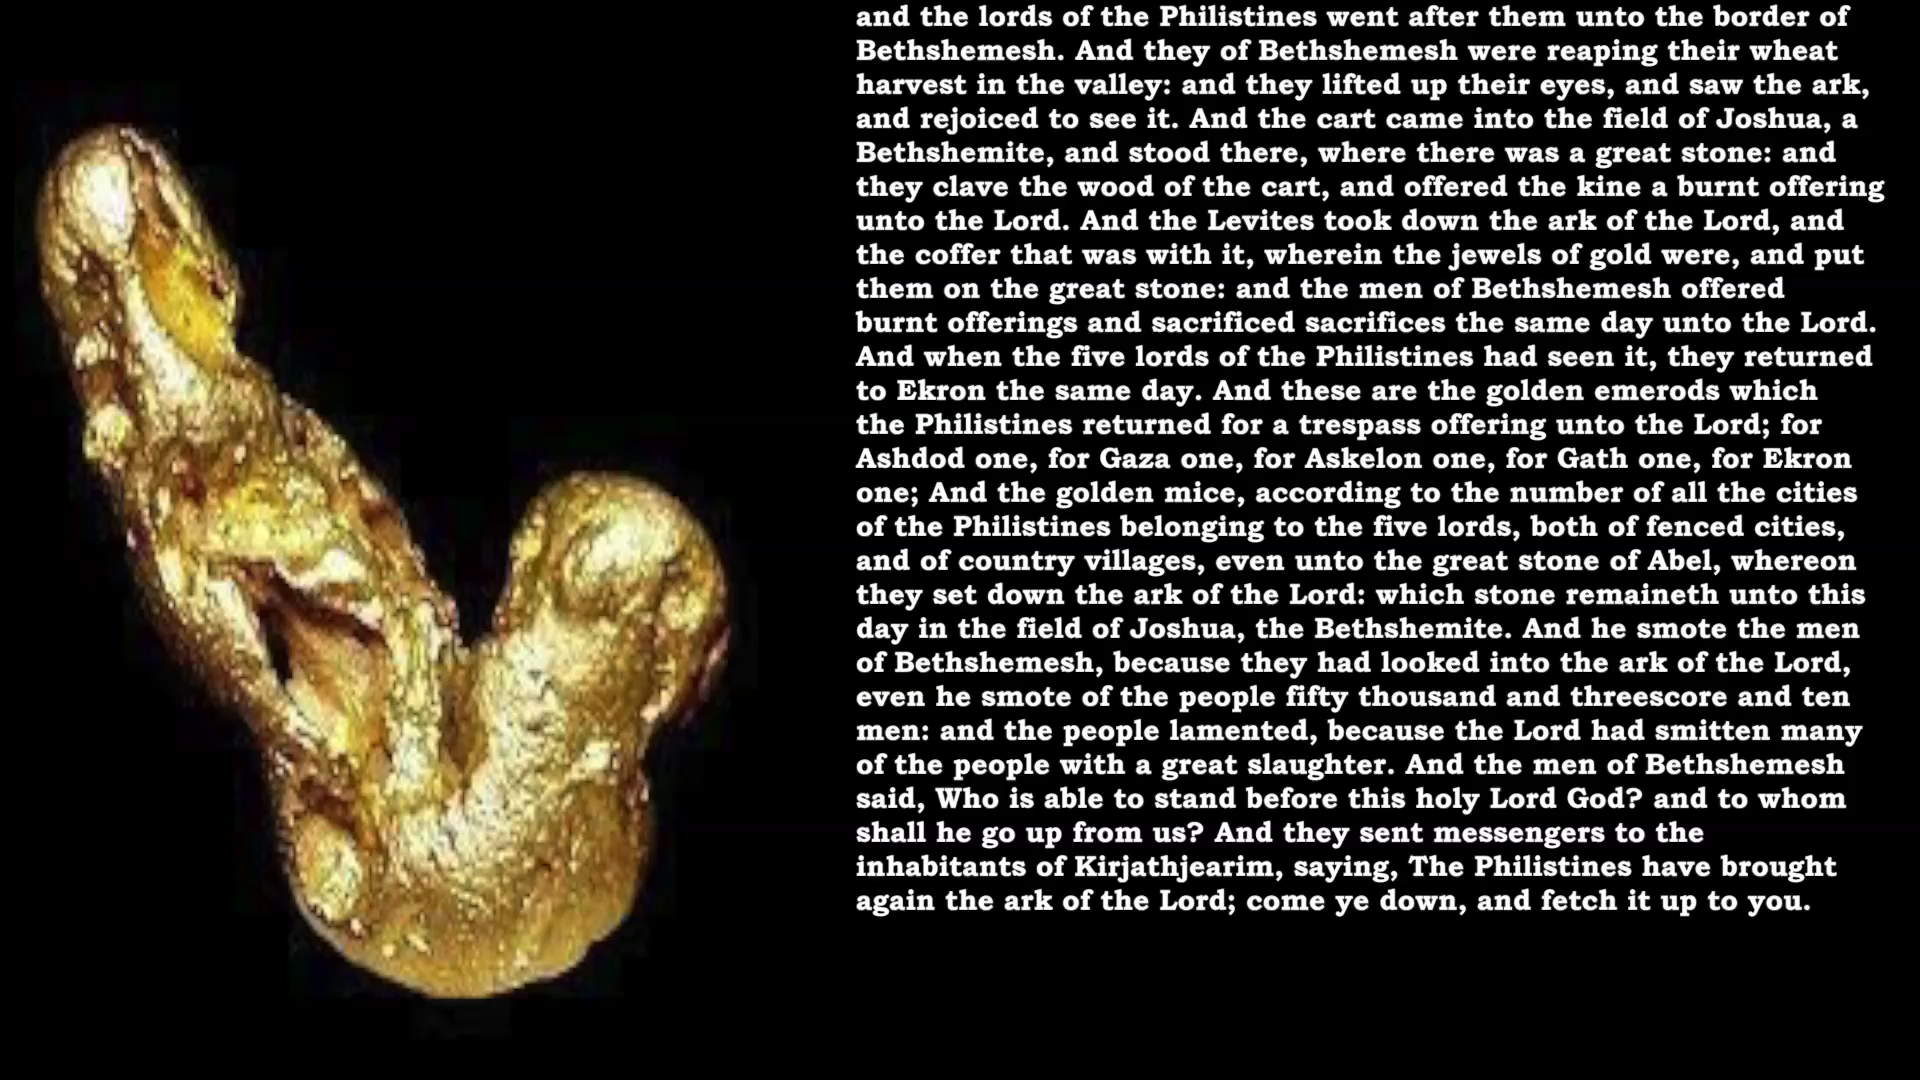 and the lords of the Philistines went after them unto the border of
Bethshemesh. And they of Bethshemesh were reaping their wheat
harvest in the valley: and they lifted up their eyes, and saw the ark,
and rejoiced to see it. And the cart came into the field of Joshua, a
Bethshemite, and stood there, where there was a great stone: and
they clave the wood of the cart, and offered the kine a burnt offering
unto the Lord. And the Levites took down the ark of the Lord, and
the coffer that was with it, wherein the jewels of gold were, and put
them on the great stone: and the men of Bethshemesh offered
burnt offerings and sacrificed sacrifices the same day unto the Lord.
And when the five lords of the Philistines had seen it, they returned
to Ekron the same day. And these are the golden emerods which
the Philistines returned for a trespass offering unto the Lord; for
Ashdod one, for Gaza one, for Askelon one, for Gath one, for Ekron
one; And the golden mice, according to the number of all the cities
of the Philistines belonging to the five lords, both of fenced cities,
and of country villages, even unto the great stone of Abel, whereon
they set down the ark of the Lord: which stone remaineth unto this
day in the field of Joshua, the Bethshemite. And he smote the men
of Bethshemesh, because they had looked into the ark of the Lord,
even he smote of the people fifty thousand and threescore and ten
men: and the people lamented, because the Lord had smitten many
of the people with a great slaughter. And the men of Bethshemesh
said, Who is able to stand before this holy Lord God? and to whom
shall he go up from us? And they sent messengers to the
inhabitants of Kirjathjearim, saying, The Philistines have brought
again the ark of the Lord; come ye down, and fetch it up to you.